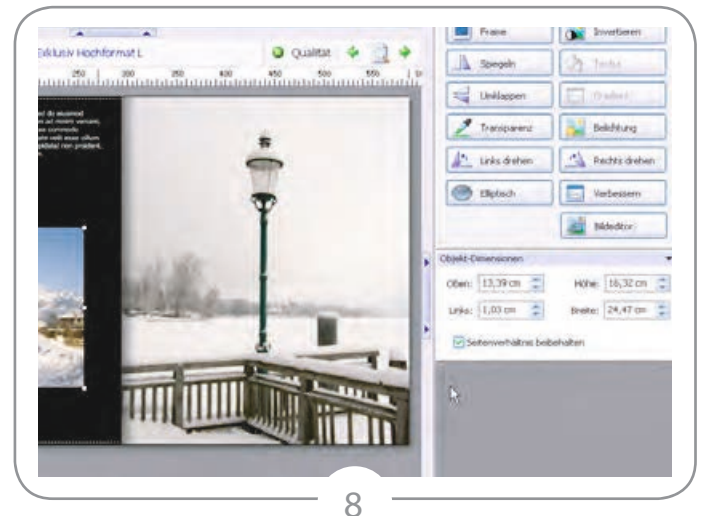 Exklusiv Hochformat L
Qualität
250 300 350 400 450 500 550
Frame Invertieren
Spiegeln
Umklappen
Transparenz Belichtung
Links drehen Rechts drehen
Elliptisch Verbessern
Bildeditor
Objekt-Dimensionen
Oben: 13,39 cm Höhe: 16,32 cm
Links: 1,03 cm Breite: 24,47 cm
Seitenverhältnis beibehalten
8